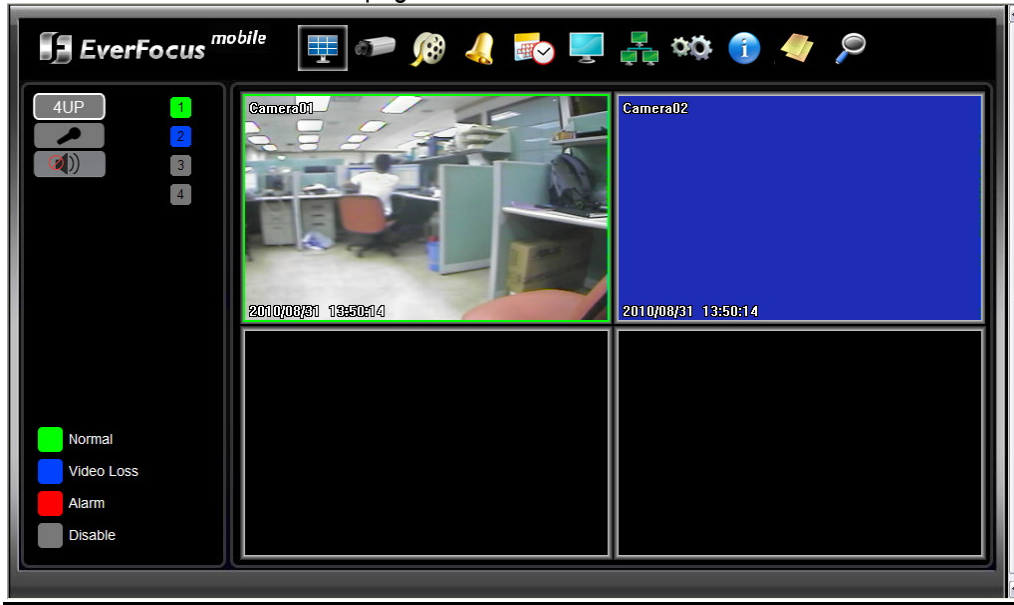 pag
EverFocus mobile
4UP
1
2
3
4
Camera01
2010/08/31 13:50:14
Camera02
2010/08/31 13:50:14
Normal
Video Loss
Alarm
Disable